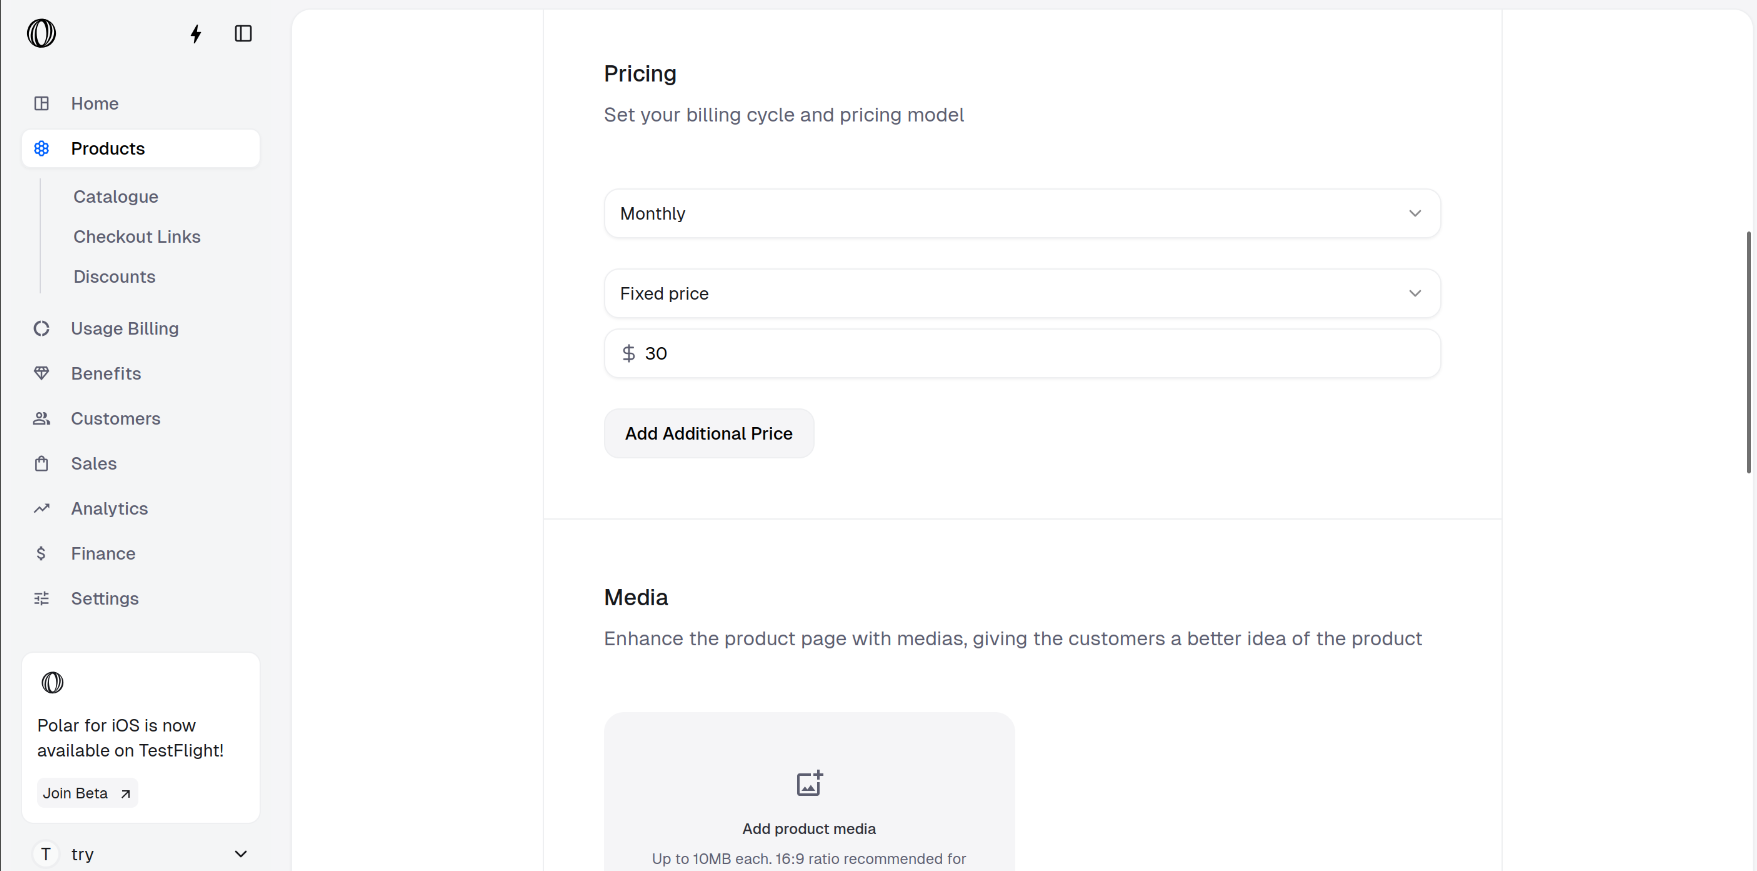 Home
Products
Catalogue
Checkout Links
Discounts
Usage Billing
Benefits
Customers
Sales
Analytics
Finance
Settings
Polar for iOS is now
available on TestFlight!
Join Beta
T try
Pricing
Set your billing cycle and pricing model
Monthly
Fixed price
$ 30
Add Additional Price
Media
Enhance the product page with medias, giving the customers a better idea of the product
Add product media
Up to 10MB each. 16:9 ratio recommended for